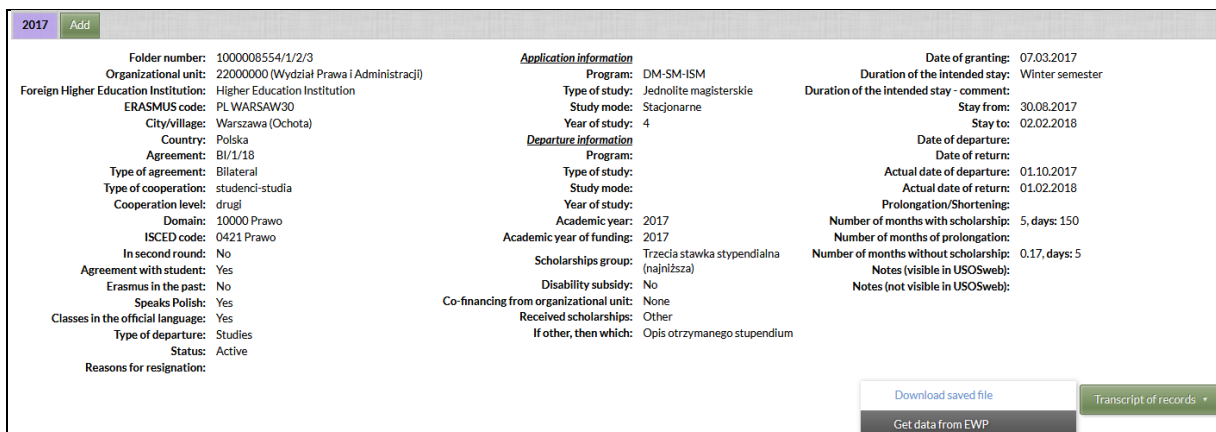 2017 Add
Folder number: 1000008554/1/2/3
Organizational unit: 22000000 (Wydział Prawa i Administracji)
Foreign Higher Education Institution: Higher Education Institution
ERASMUS code: PL WARSAW30
City/village: Warszawa (Ochota)
Country: Polska
Agreement: BI/1/18
Type of agreement: Bilateral
Type of cooperation: studenci-studia
Cooperation level: drugi
Domain: 10000 Prawo
ISCED code: 0421 Prawo
In second round: No
Agreement with student: Yes
Erasmus in the past: No
Speaks Polish: Yes
Classes in the official language: Yes
Type of departure: Studies
Status: Active
Reasons for resignation:
Application information
Program: DM-SM-ISM
Type of study: Jednolite magisterskie
Study mode: Stacjonarne
Year of study: 4
Departure information
Program:
Type of study:
Study mode:
Year of study:
Academic year: 2017
Academic year of funding: 2017
Scholarships group: Trzecia stawka stypendialna
(najniższa)
Disability subsidy: No
Co-financing from organizational unit: None
Received scholarships: Other
If other, then which: Opis otrzymanego stupendium
Date of granting: 07.03.2017
Duration of the intended stay: Winter semester
Duration of the intended stay - comment:
Stay from: 30.08.2017
Stay to: 02.02.2018
Date of departure:
Date of return:
Actual date of departure: 01.10.2017
Actual date of return: 01.02.2018
Prolongation/Shortening:
Number of months with scholarship: 5, days: 150
Number of months of prolongation:
Number of months without scholarship: 0.17, days: 5
Notes (visible in USOSweb):
Notes (not visible in USOSweb):
Download saved file
Transcript of records
Get data from EWP